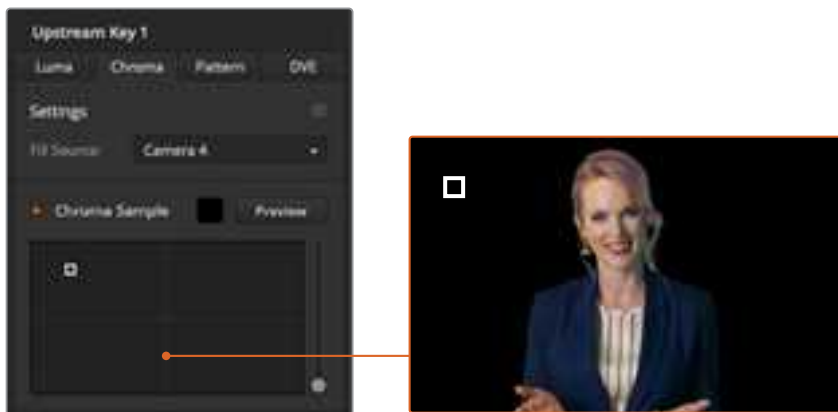 Upstream Key 1
Luma Chroma Pattern DVE
Settings
Fill Source: Camera 4
Chroma Sample Preview